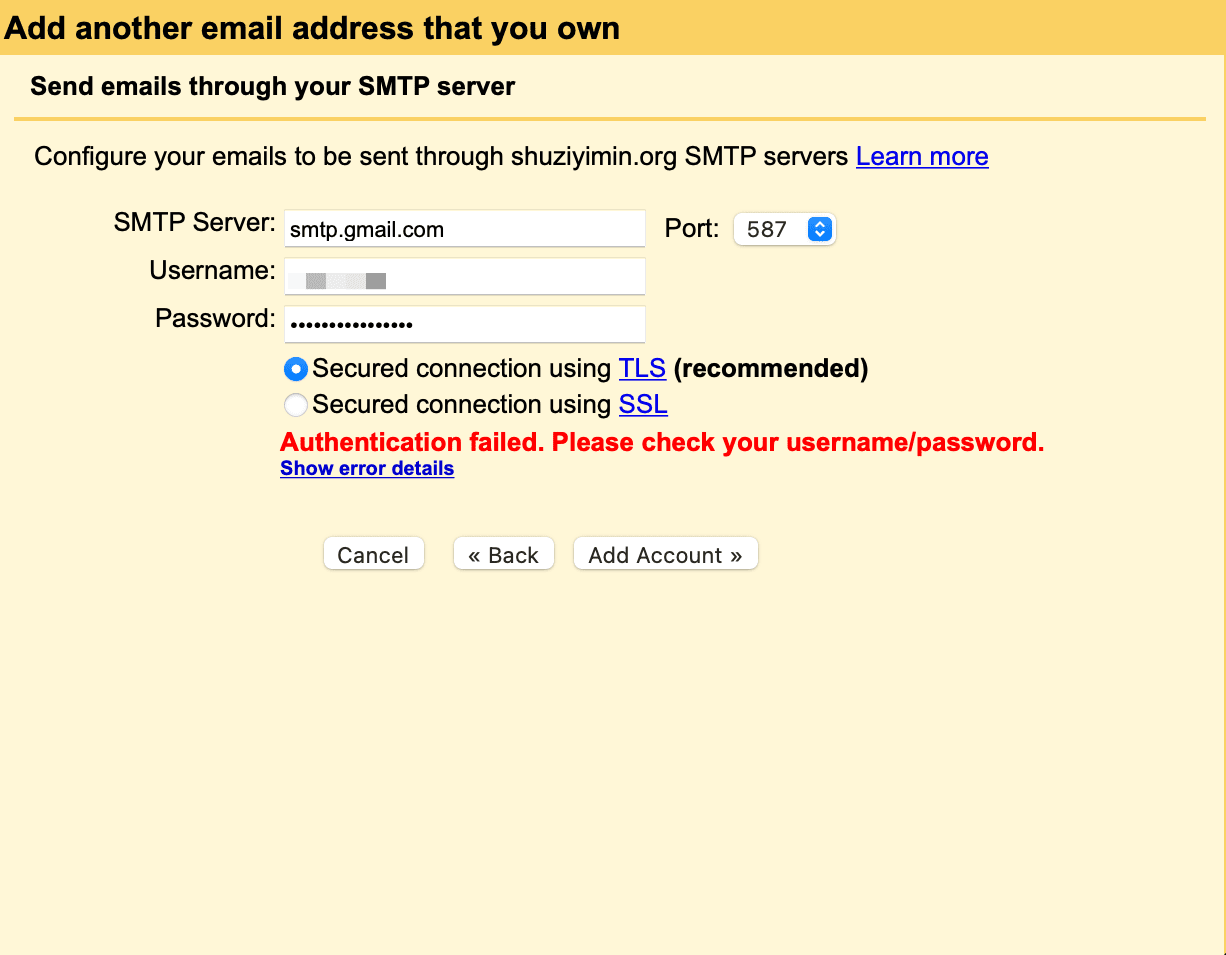 Add another email address that you own
Send emails through your SMTP server
Configure your emails to be sent through shuziyimin.org SMTP servers Learn more
SMTP Server: smtp.gmail.com Port: 587
Username:
Password: ••••••••••••••••
Secured connection using TLS (recommended)
Secured connection using SSL
Authentication failed. Please check your username/password.
Show error details
Cancel « Back Add Account »